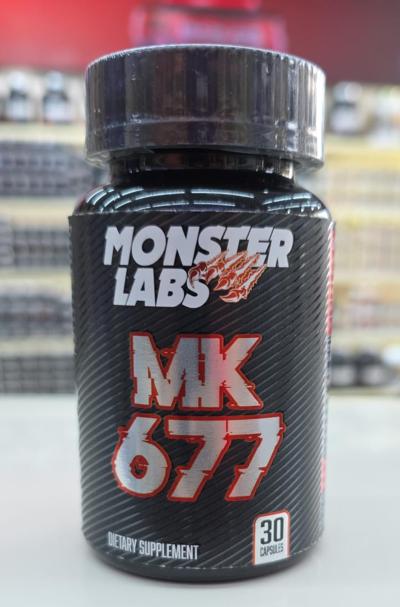 MONSTER
LABS
MK
677
DIETARY SUPPLEMENT
30
CAPSULES